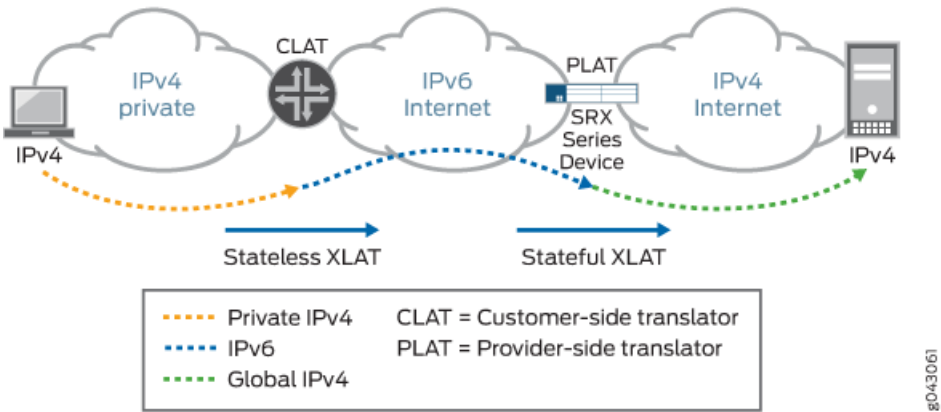 CLAT
PLAT
IPv4
private
IPv6
Internet
IPv4
Internet
IPv4
SRX
Series
Device
IPv4
Stateless XLAT
Stateful XLAT
Private IPv4
CLAT = Customer-side translator
IPv6
PLAT = Provider-side translator
Global IPv4
g043061